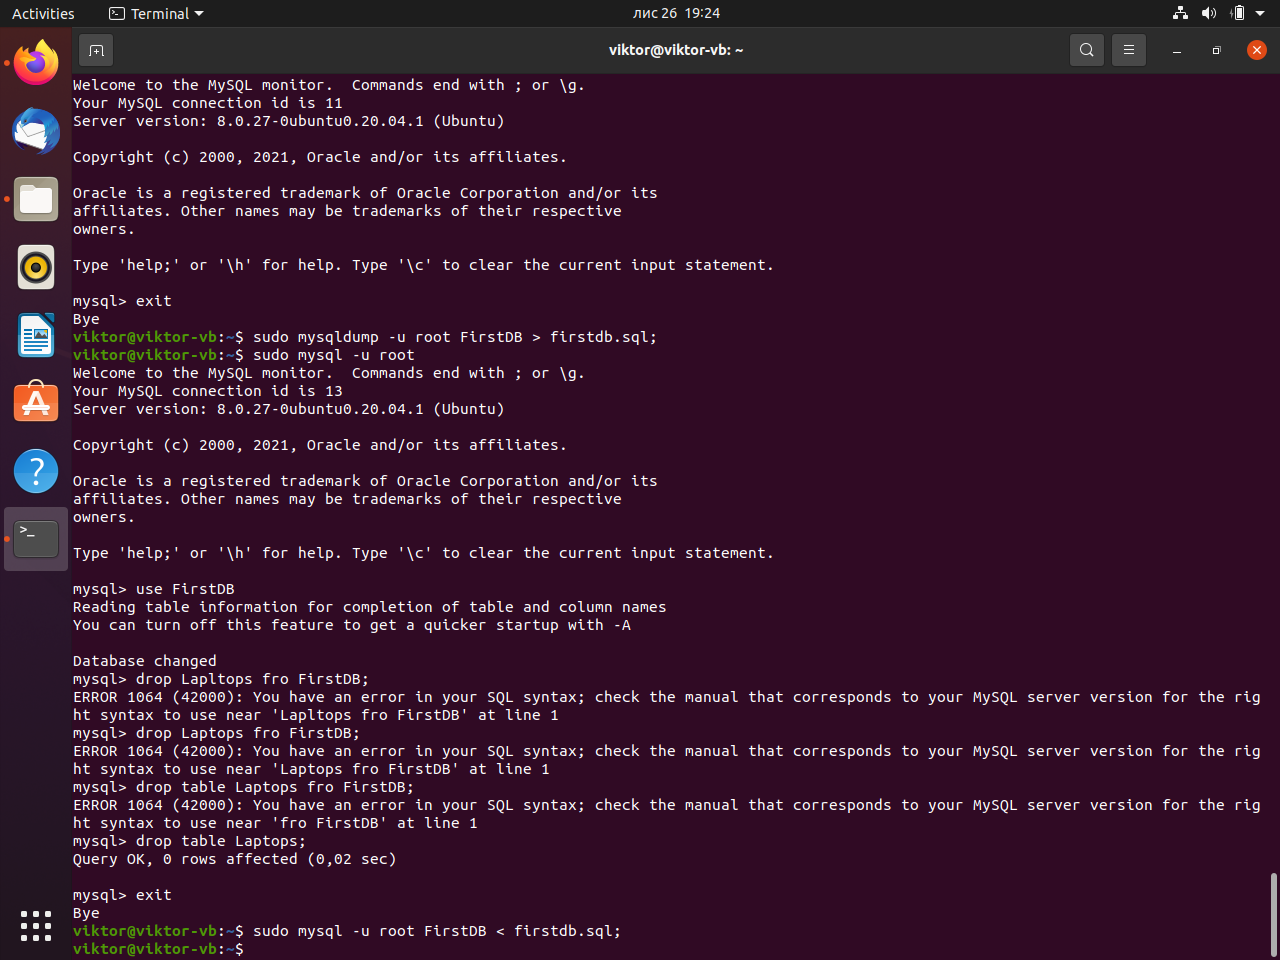 Activities
Terminal
лис 26 19:24
viktor@viktor-vb: ~
Welcome to the MySQL monitor.  Commands end with ; or \g.
Your MySQL connection id is 11
Server version: 8.0.27-0ubuntu0.20.04.1 (Ubuntu)
Copyright (c) 2000, 2021, Oracle and/or its affiliates.
Oracle is a registered trademark of Oracle Corporation and/or its
affiliates. Other names may be trademarks of their respective
owners.
Type 'help;' or '\h' for help. Type '\c' to clear the current input statement.
mysql> exit
Bye
viktor@viktor-vb:~$ sudo mysqldump -u root FirstDB > firstdb.sql;
viktor@viktor-vb:~$ sudo mysql -u root
Welcome to the MySQL monitor.  Commands end with ; or \g.
Your MySQL connection id is 13
Server version: 8.0.27-0ubuntu0.20.04.1 (Ubuntu)
Copyright (c) 2000, 2021, Oracle and/or its affiliates.
Oracle is a registered trademark of Oracle Corporation and/or its
affiliates. Other names may be trademarks of their respective
owners.
Type 'help;' or '\h' for help. Type '\c' to clear the current input statement.
mysql> use FirstDB
Reading table information for completion of table and column names
You can turn off this feature to get a quicker startup with -A
Database changed
mysql> drop Lapltops fro FirstDB;
ERROR 1064 (42000): You have an error in your SQL syntax; check the manual that corresponds to your MySQL server version for the rig
ht syntax to use near 'Lapltops fro FirstDB' at line 1
mysql> drop Laptops fro FirstDB;
ERROR 1064 (42000): You have an error in your SQL syntax; check the manual that corresponds to your MySQL server version for the rig
ht syntax to use near 'Laptops fro FirstDB' at line 1
mysql> drop table Laptops fro FirstDB;
ERROR 1064 (42000): You have an error in your SQL syntax; check the manual that corresponds to your MySQL server version for the rig
ht syntax to use near 'fro FirstDB' at line 1
mysql> drop table Laptops;
Query OK, 0 rows affected (0,02 sec)
mysql> exit
Bye
viktor@viktor-vb:~$ sudo mysql -u root FirstDB < firstdb.sql;
viktor@viktor-vb:~$